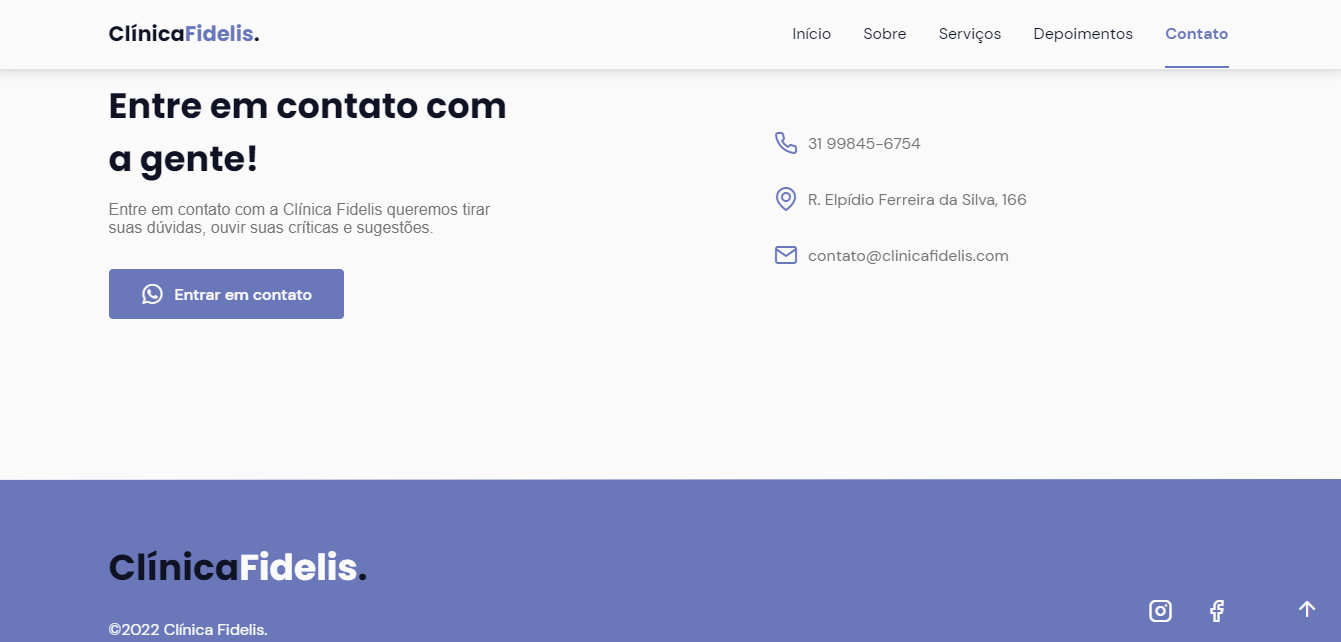 ClínicaFidelis.
Início Sobre Serviços Depoimentos Contato
Entre em contato com
a gente!
Entre em contato com a Clínica Fidelis queremos tirar
suas dúvidas, ouvir suas críticas e sugestões.
Entrar em contato
31 99845-6754
R. Elpídio Ferreira da Silva, 166
contato@clinicafidelis.com
ClínicaFidelis.
©2022 Clínica Fidelis.